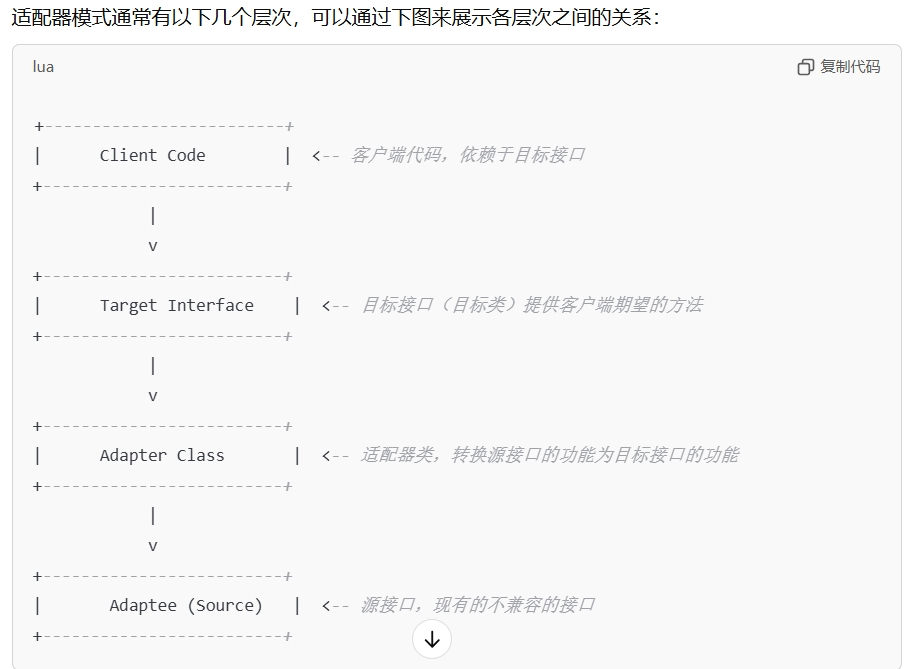 适配器模式通常有以下几个层次，可以通过下图来展示各层次之间的关系：
lua 复制代码
+-------------------------+
|      Client Code        |  <-- 客户端代码，依赖于目标接口
+-------------------------+
            |
            v
+-------------------------+
|      Target Interface    |  <-- 目标接口（目标类）提供客户端期望的方法
+-------------------------+
            |
            v
+-------------------------+
|      Adapter Class       |  <-- 适配器类，转换源接口的功能为目标接口的功能
+-------------------------+
            |
            v
+-------------------------+
|       Adaptee (Source)   |  <-- 源接口，现有的不兼容的接口
+-------------------------+